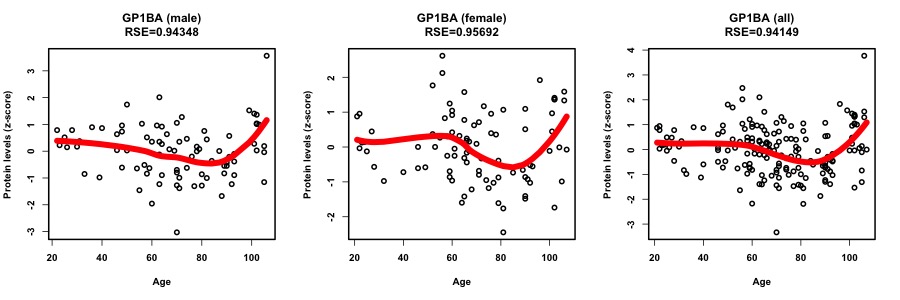 GP1BA (male)
RSE=0.94348
Protein levels (z-score)
3
2
1
0
-1
-2
-3
20 40 60 80 100
Age
GP1BA (female)
RSE=0.95692
Protein levels (z-score)
2
1
0
-1
-2
20 40 60 80 100
Age
GP1BA (all)
RSE=0.94149
Protein levels (z-score)
4
3
2
1
0
-1
-2
-3
20 40 60 80 100
Age